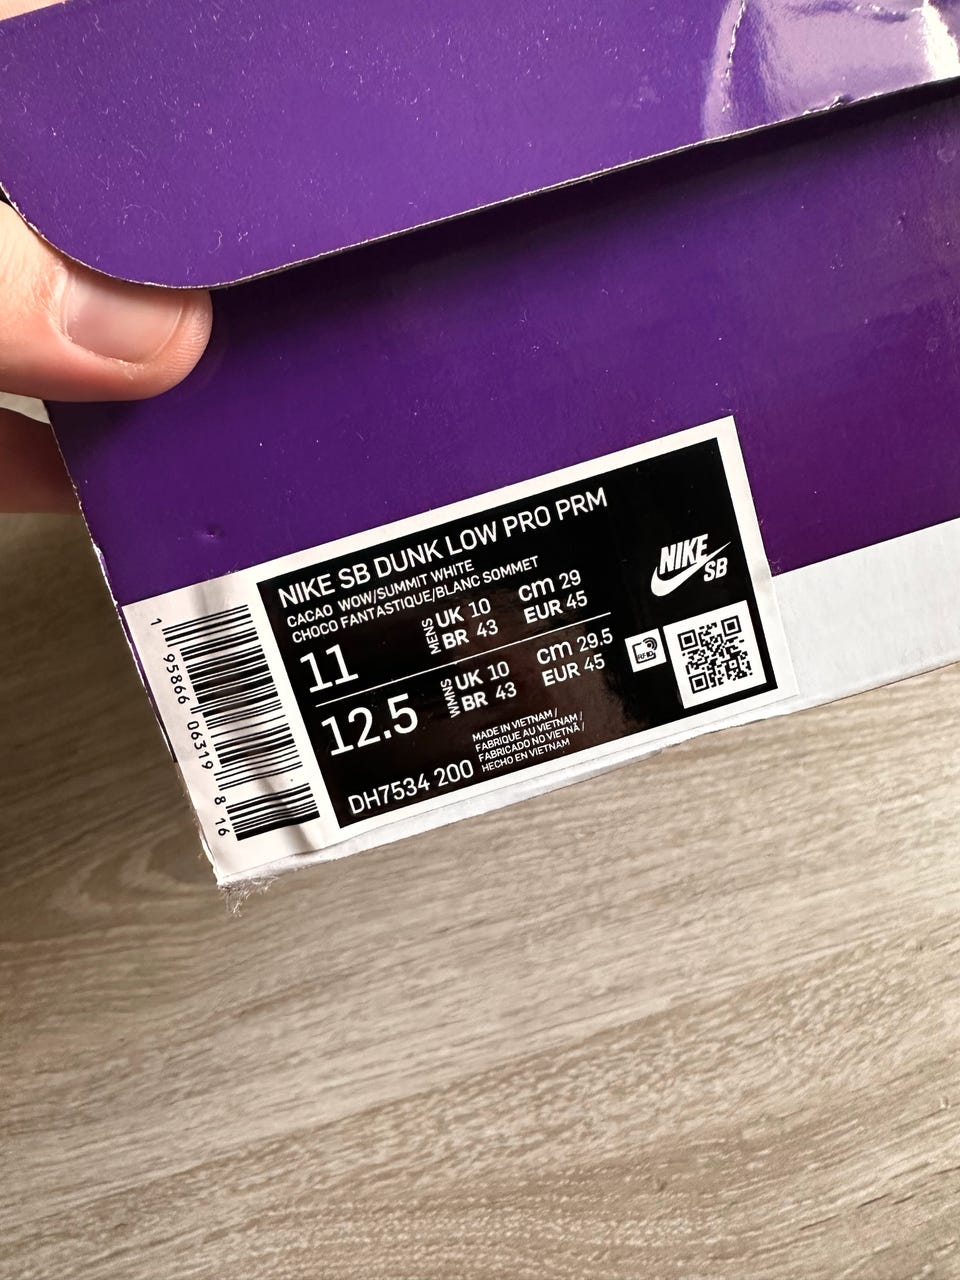 NIKE SB DUNK LOW PRO PRM
CACAO WOW/SUMMIT WHITE
CHOCO FANTASTIQUE/BLANC SOMMET
11
MENS
UK 10 cm 29
BR 43 EUR 45
12.5
WMNS
UK 10 cm 29.5
BR 43 EUR 45
MADE IN VIETNAM /
FABRIQUE AU VIETNAM /
FABRICADO NO VIETNÃ /
HECHO EN VIETNAM
DH7534 200
NIKE
SB
1 95866 06319 8 16